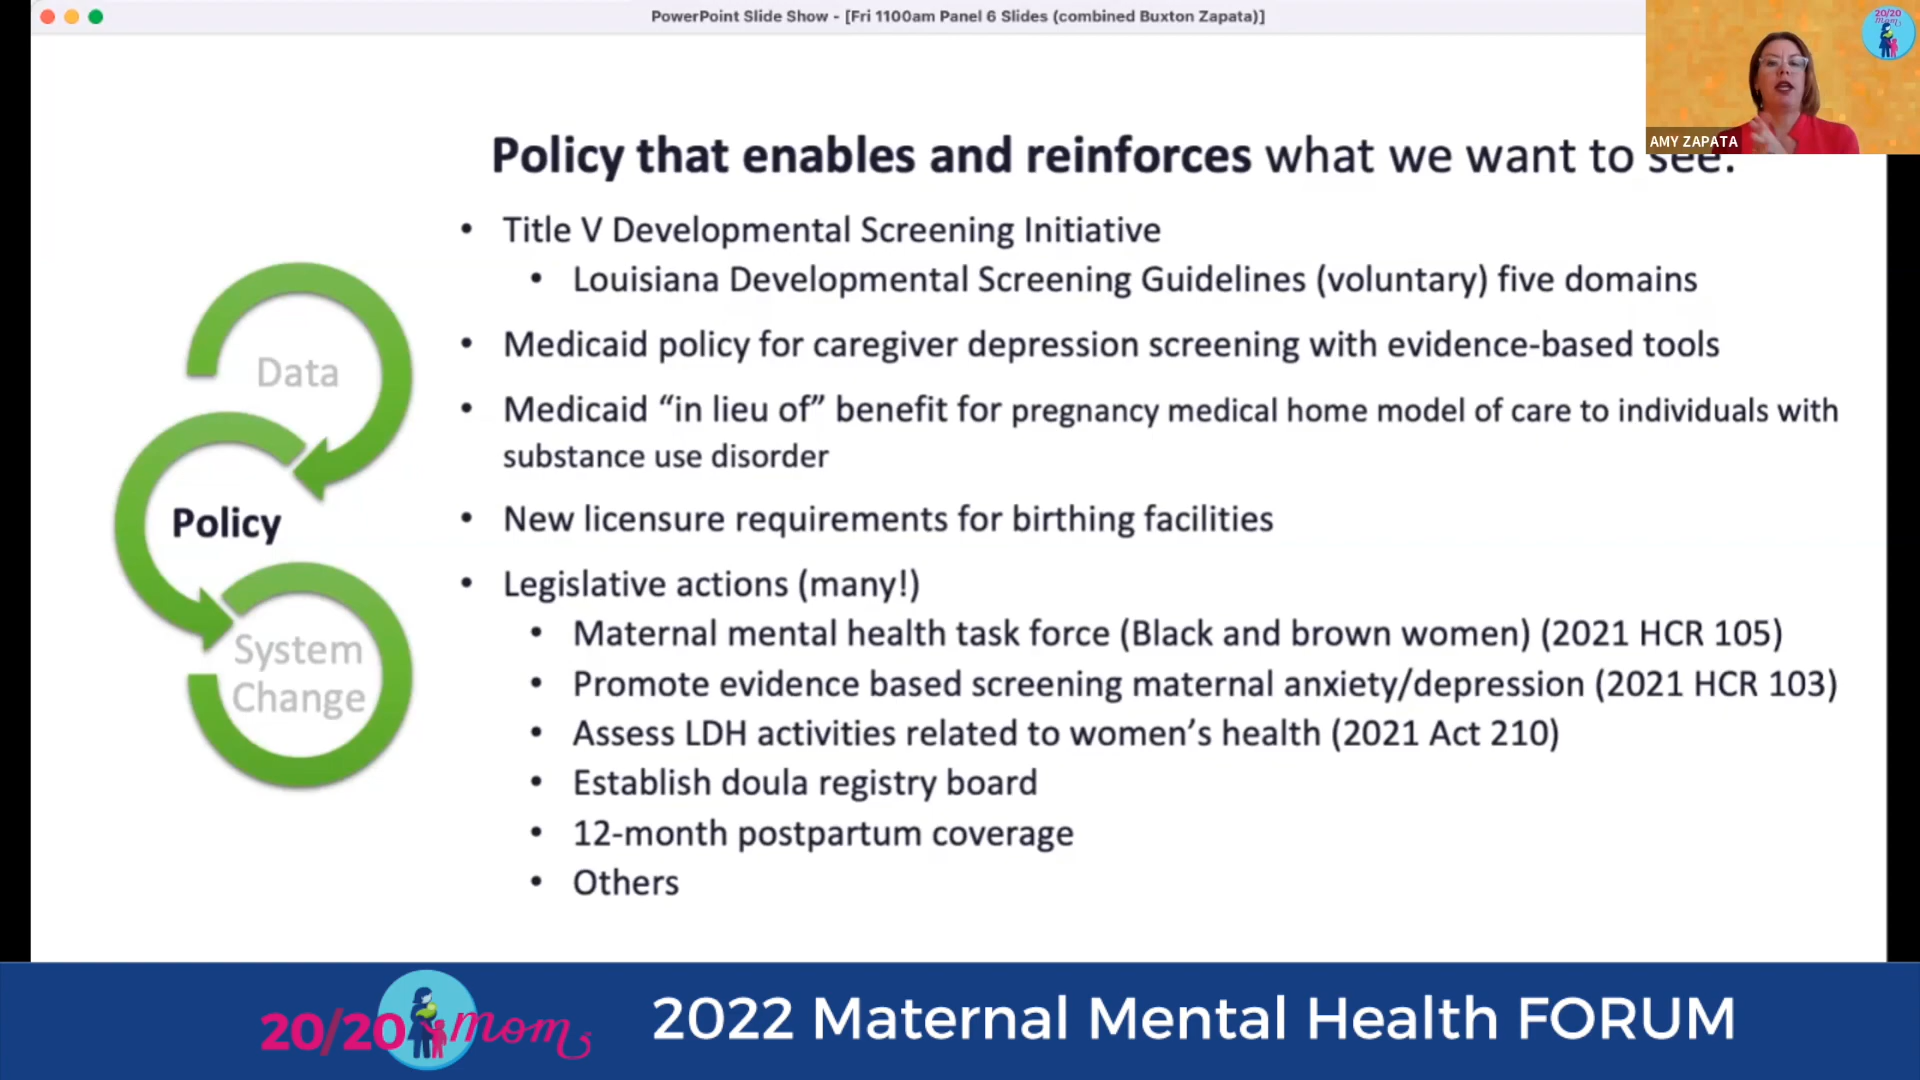 PowerPoint Slide Show - [Fri 1100am Panel 6 Slides (combined Buxton Zapata)]
20/20
mom
AMY ZAPATA
Policy that enables and reinforces what we want to see:
• Title V Developmental Screening Initiative
• Louisiana Developmental Screening Guidelines (voluntary) five domains
• Medicaid policy for caregiver depression screening with evidence-based tools
• Medicaid “in lieu of” benefit for pregnancy medical home model of care to individuals with
substance use disorder
• New licensure requirements for birthing facilities
• Legislative actions (many!)
• Maternal mental health task force (Black and brown women) (2021 HCR 105)
• Promote evidence based screening maternal anxiety/depression (2021 HCR 103)
• Assess LDH activities related to women’s health (2021 Act 210)
• Establish doula registry board
• 12-month postpartum coverage
• Others
Data
Policy
System
Change
20/20 mom
2022 Maternal Mental Health FORUM